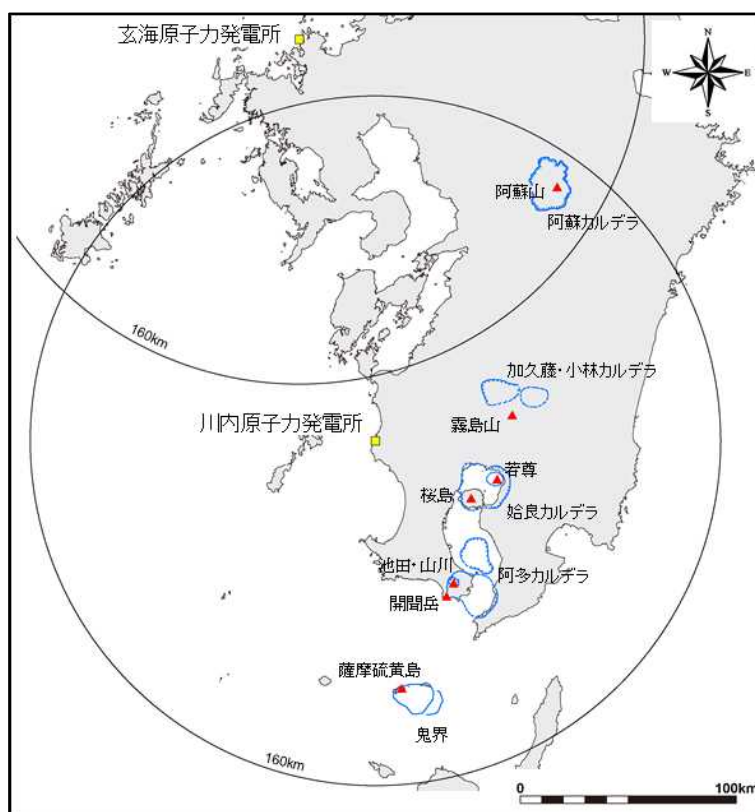 玄海原子力発電所
N
W
E
S
阿蘇山
阿蘇カルデラ
160km
加久藤・小林カルデラ
川内原子力発電所
霧島山
若尊
桜島
姶良カルデラ
池田・山川
阿多カルデラ
開聞岳
薩摩硫黄島
鬼界
160km
0
100km